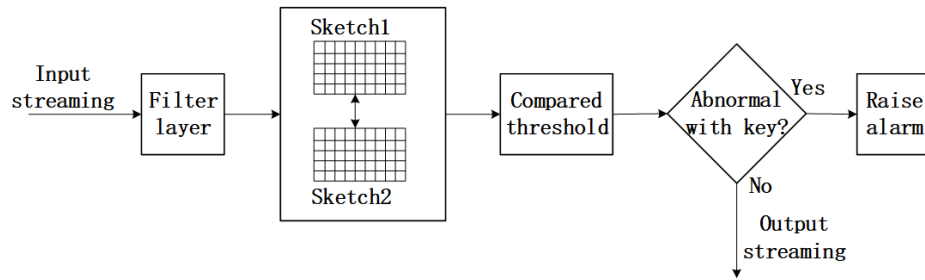 Input
streaming
Filter
layer
Sketch1
Sketch2
Compared
threshold
Abnormal
with key?
Yes
Raise
alarm
No
Output
streaming